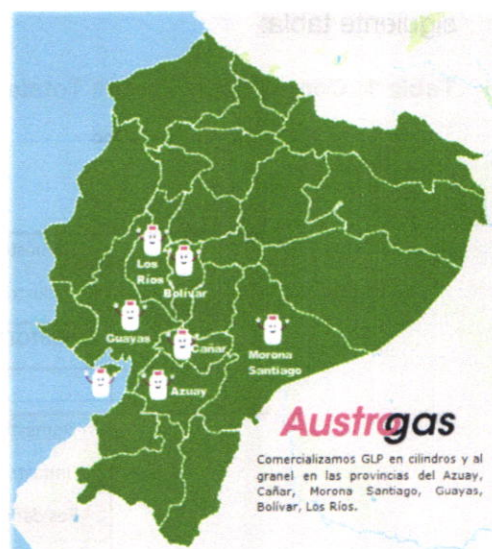 siguiente tabla:
Los
Ríos
Bolívar
Guayas
Cañar
Morona
Santiago
Azuay
Austrogas
Comercializamos GLP en cilindros y al
granel en las provincias del Azuay,
Cañar, Morona Santiago, Guayas,
Bolívar, Los Ríos.